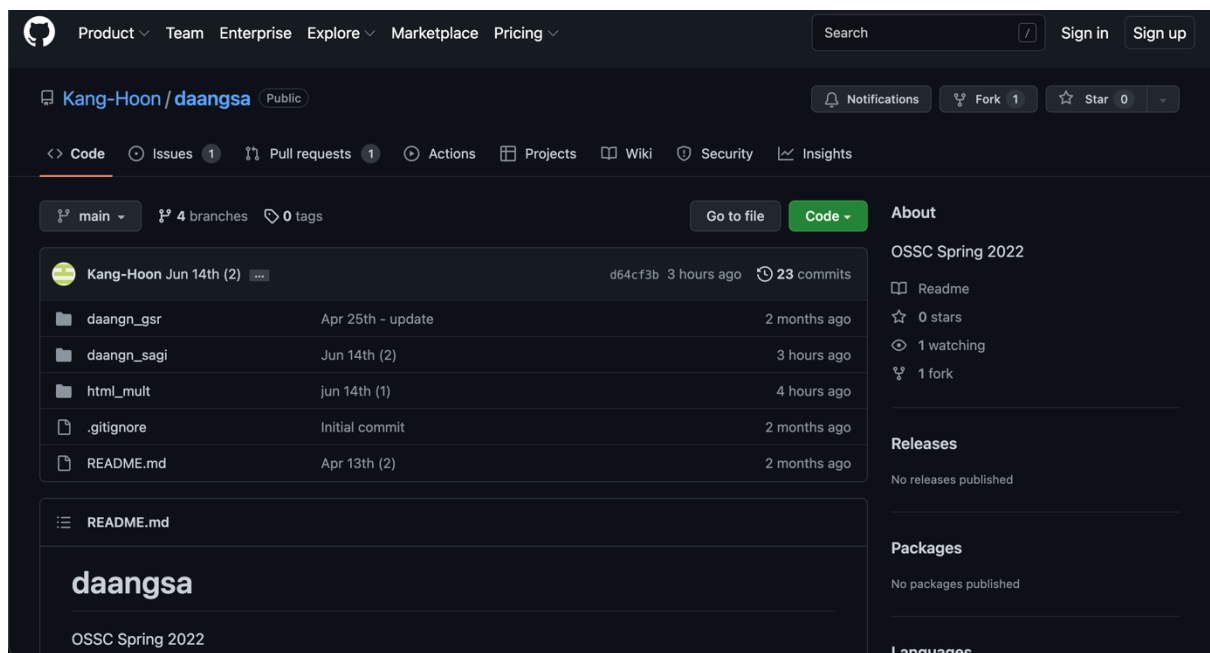 Product Team Enterprise Explore Marketplace Pricing Search / Sign in Sign up
Kang-Hoon / daangsa Public Notifications Fork 1 Star 0
Code Issues 1 Pull requests 1 Actions Projects Wiki Security Insights
main 4 branches 0 tags Go to file Code About
OSSC Spring 2022
Kang-Hoon Jun 14th (2) ... d64cf3b 3 hours ago 23 commits
Readme
daangn_gsr Apr 25th - update 2 months ago
0 stars
daangn_sagi Jun 14th (2) 3 hours ago
1 watching
1 fork
html_mult jun 14th (1) 4 hours ago
.gitignore Initial commit 2 months ago
Releases
README.md Apr 13th (2) 2 months ago
No releases published
README.md
Packages
daangsa
No packages published
OSSC Spring 2022
Languages